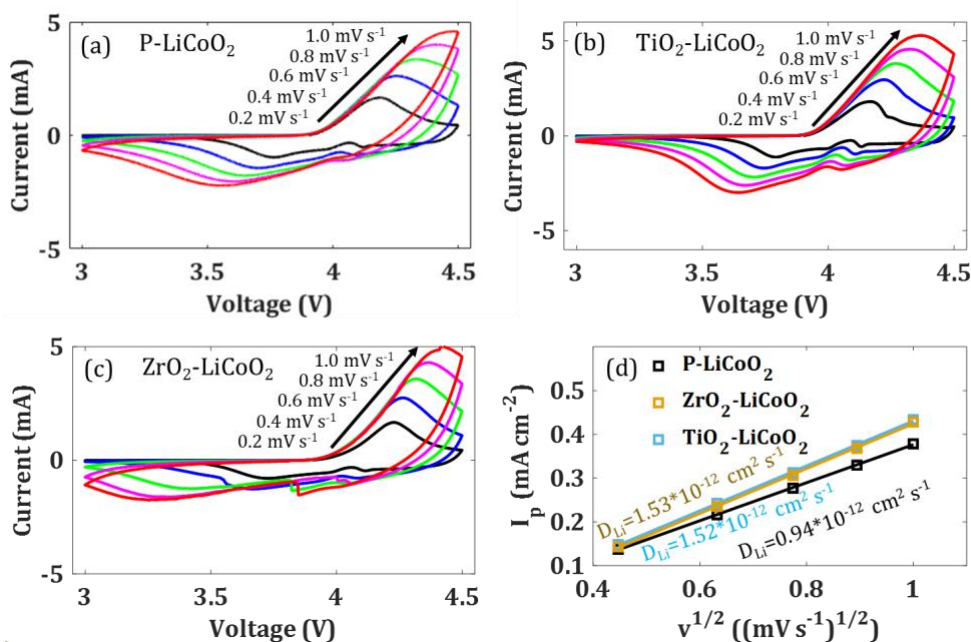 (a)
P-LiCoO₂
1.0 mV s⁻¹
0.8 mV s⁻¹
0.6 mV s⁻¹
0.4 mV s⁻¹
0.2 mV s⁻¹
5
0
-5
Current (mA)
3
3.5
4
4.5
Voltage (V)
(b)
TiO₂-LiCoO₂
1.0 mV s⁻¹
0.8 mV s⁻¹
0.6 mV s⁻¹
0.4 mV s⁻¹
0.2 mV s⁻¹
5
0
-5
Current (mA)
3
3.5
4
4.5
Voltage (V)
(c)
ZrO₂-LiCoO₂
1.0 mV s⁻¹
0.8 mV s⁻¹
0.6 mV s⁻¹
0.4 mV s⁻¹
0.2 mV s⁻¹
5
0
-5
Current (mA)
3
3.5
4
4.5
Voltage (V)
(d)
P-LiCoO₂
ZrO₂-LiCoO₂
TiO₂-LiCoO₂
D_Li=1.53*10⁻¹² cm² s⁻¹
D_Li=1.52*10⁻¹² cm² s⁻¹
D_Li=0.94*10⁻¹² cm² s⁻¹
0.5
0.4
0.3
0.2
0.1
I_p (mA cm⁻²)
0.4
0.6
0.8
1
v^1/2 ((mV s⁻¹)^1/2)